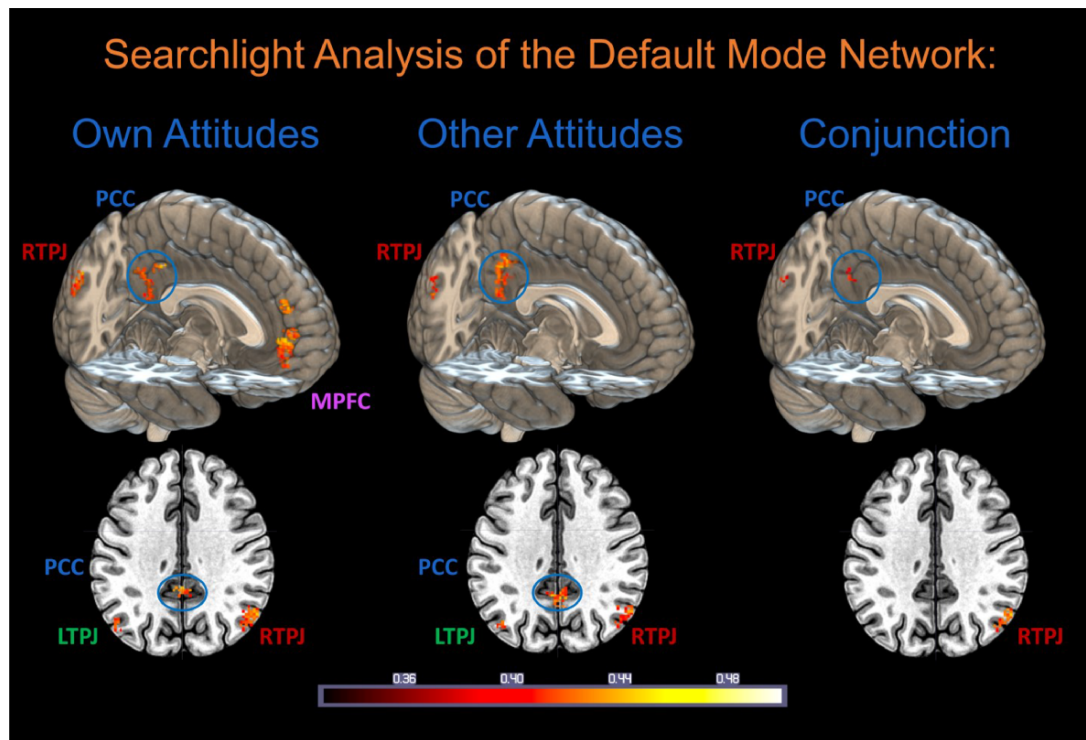 Searchlight Analysis of the Default Mode Network:
Own Attitudes
Other Attitudes
Conjunction
PCC
PCC
PCC
RTPJ
RTPJ
RTPJ
MPFC
PCC
PCC
LTPJ
RTPJ
LTPJ
RTPJ
RTPJ
0.36 0.40 0.44 0.48